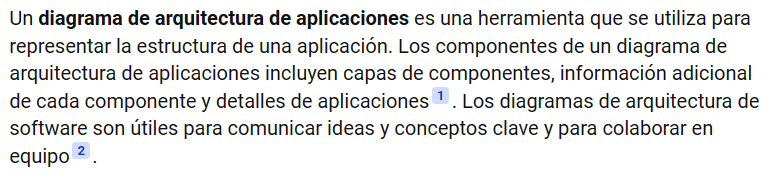 Un diagrama de arquitectura de aplicaciones es una herramienta que se utiliza para
representar la estructura de una aplicación. Los componentes de un diagrama de
arquitectura de aplicaciones incluyen capas de componentes, información adicional
de cada componente y detalles de aplicaciones 1 . Los diagramas de arquitectura de
software son útiles para comunicar ideas y conceptos clave y para colaborar en
equipo 2 .